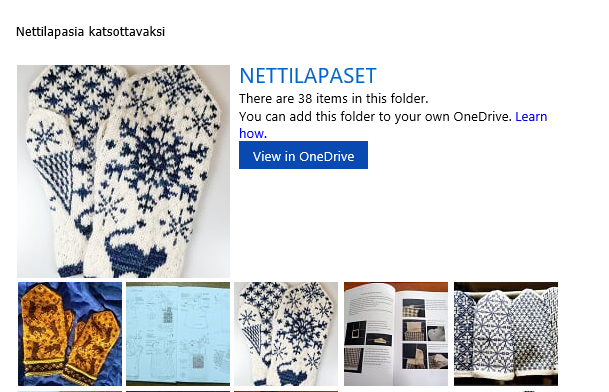 Nettilapasia katsottavaksi
NETTILAPASET
There are 38 items in this folder.
You can add this folder to your own OneDrive. Learn
how.
View in OneDrive